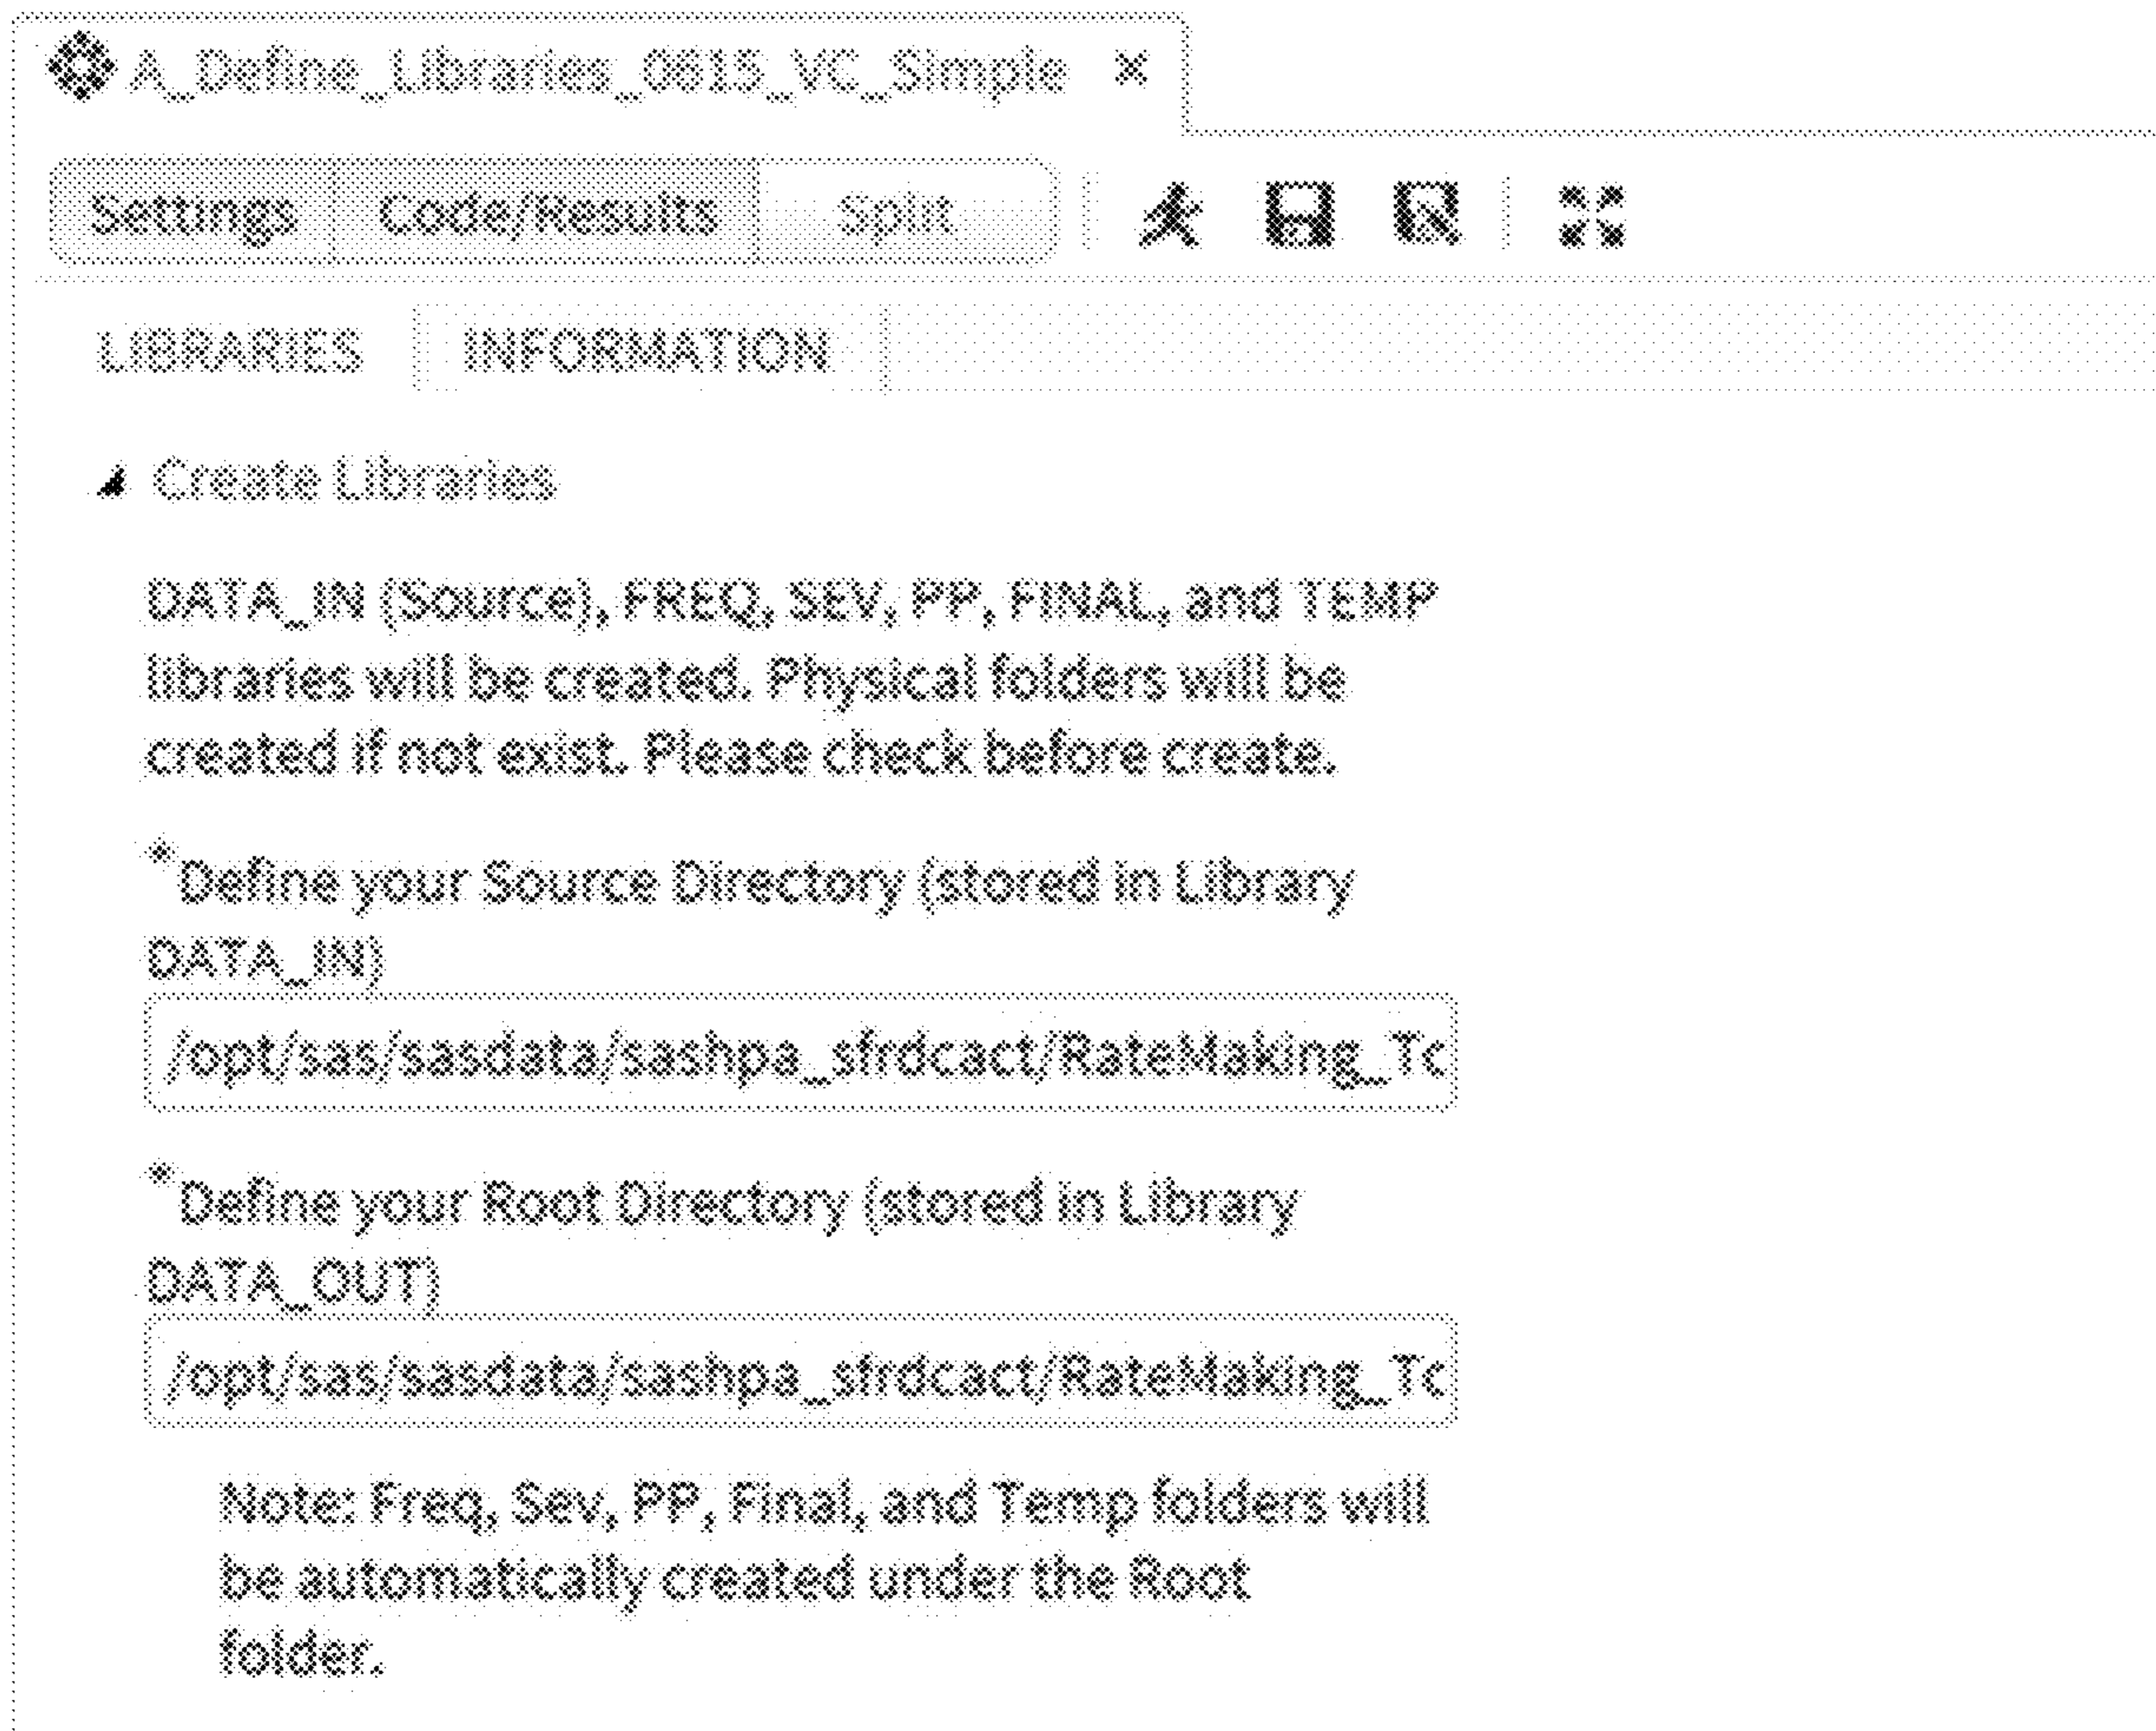 A_Define_Libraries_0615_VC_Simple ×
Settings Code/Results Split
LIBRARIES INFORMATION
Create Libraries
DATA_IN (Source), FREQ, SEV, PP, FINAL, and TEMP
libraries will be created. Physical folders will be
created if not exist. Please check before create.
*Define your Source Directory (stored in Library
DATA_IN)
/opt/sas/sasdata/sashpa_sfrdcact/RateMaking_To
*Define your Root Directory (stored in Library
DATA_OUT)
/opt/sas/sasdata/sashpa_sfrdcact/RateMaking_To
Note: Freq, Sev, PP, Final, and Temp folders will
be automatically created under the Root
folder.